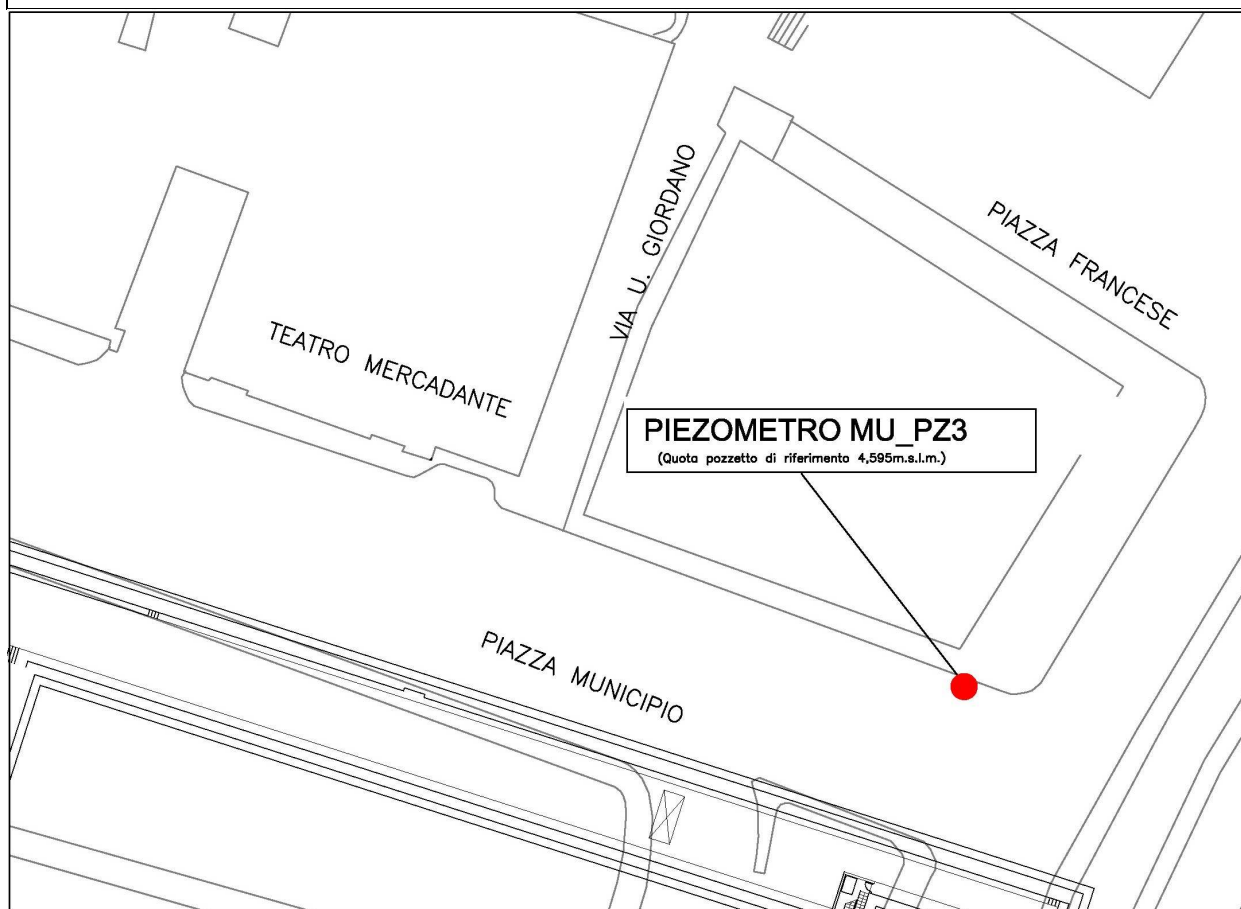 VIA U. GIORDANO
PIAZZA FRANCESE
TEATRO MERCADANTE
PIEZOMETRO MU_PZ3
(Quota pozzetto di riferimento 4,595m.s.l.m.)
PIAZZA MUNICIPIO